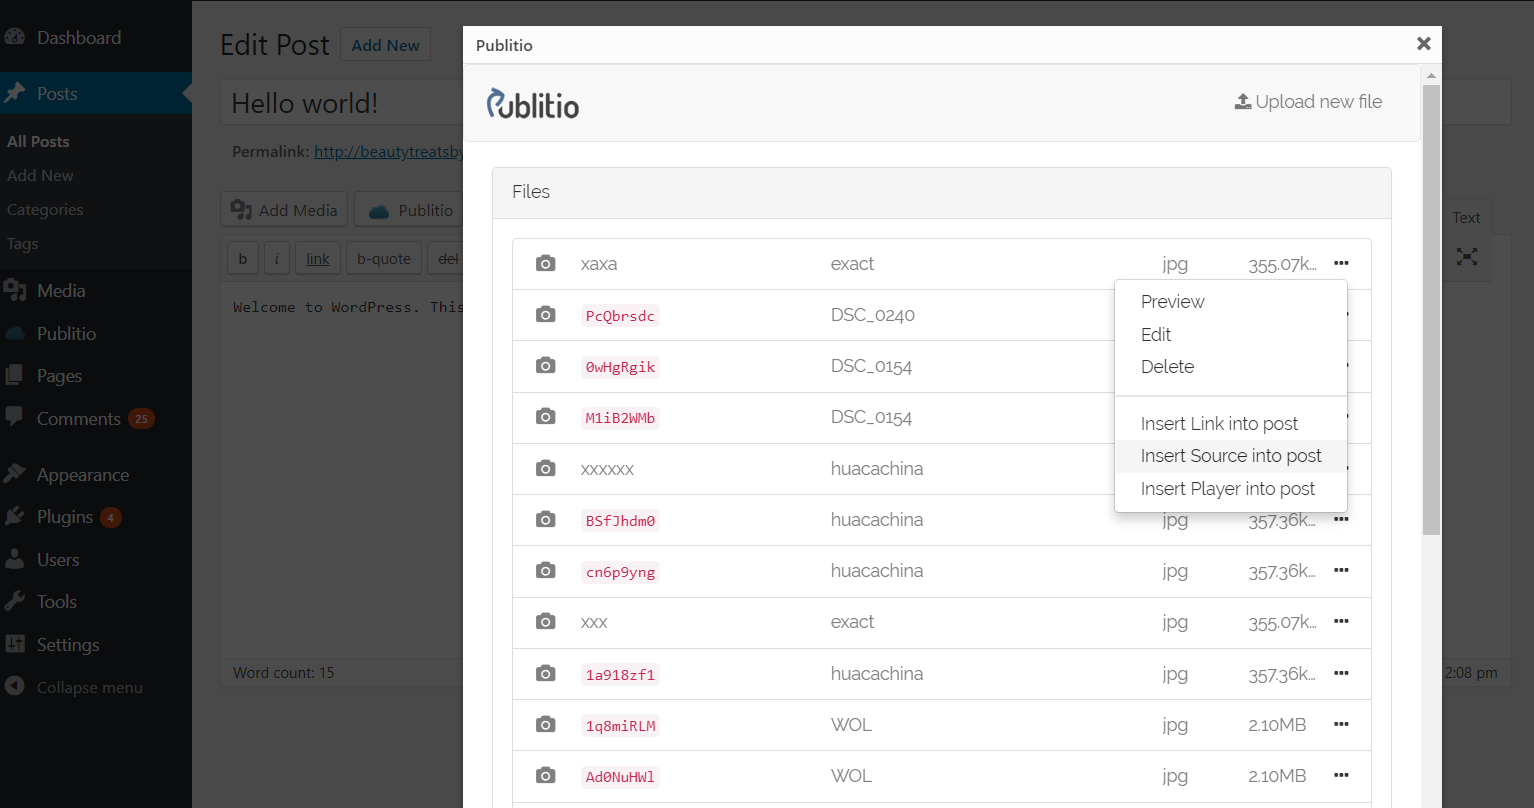 Dashboard
Posts
All Posts
Add New
Categories
Tags
Media
Publitio
Pages
Comments 25
Appearance
Plugins 4
Users
Tools
Settings
Collapse menu
Edit Post Add New
Hello world!
Permalink: http://beautytreatsby
Add Media Publitio
Text
b i link b-quote del
Welcome to WordPress. This
Word count: 15
2:08 pm
Publitio
Publitio
Upload new file
Files
xaxa exact jpg 355.07k...
PcQbrsdc DSC_0240
0wHgRgik DSC_0154
M1iB2WMb DSC_0154
xxxxxx huacachina
BSfJhdm0 huacachina jpg 357.36k...
cn6p9yng huacachina jpg 357.36k...
xxx exact jpg 355.07k...
1a918zf1 huacachina jpg 357.36k...
1q8miRLM WOL jpg 2.10MB
Ad0NuHWl WOL jpg 2.10MB
Preview
Edit
Delete
Insert Link into post
Insert Source into post
Insert Player into post